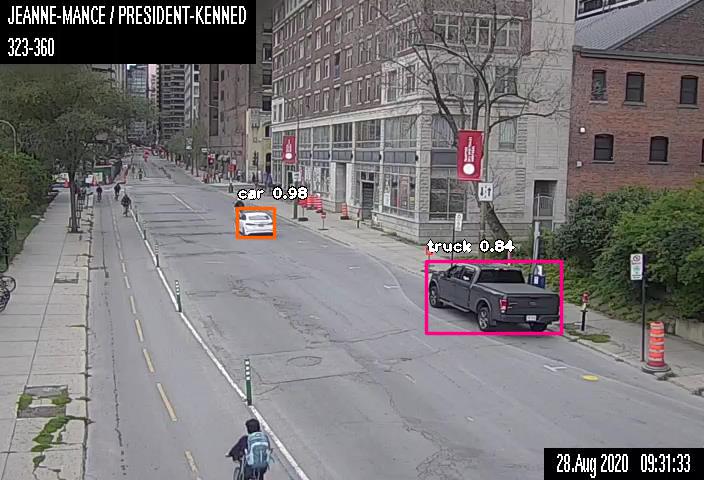 JEANNE-MANCE / PRESIDENT-KENNED
323-360
car 0.98
truck 0.84
28.Aug 2020 09:31:33